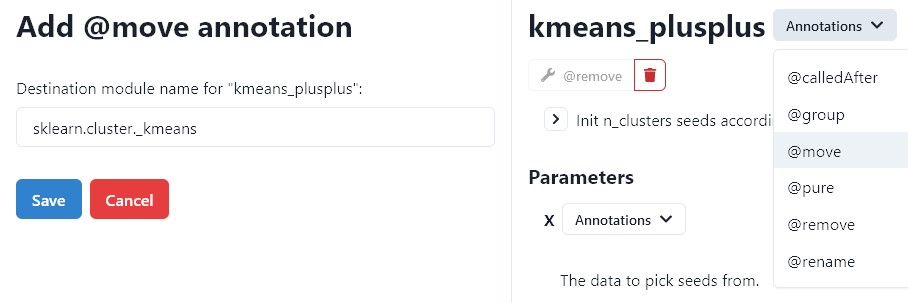 Add @move annotation
Destination module name for "kmeans_plusplus":
sklearn.cluster._kmeans
Save Cancel
kmeans_plusplus Annotations
@remove
Init n_clusters seeds accordi
Parameters
X Annotations
The data to pick seeds from.
@calledAfter
@group
@move
@pure
@remove
@rename